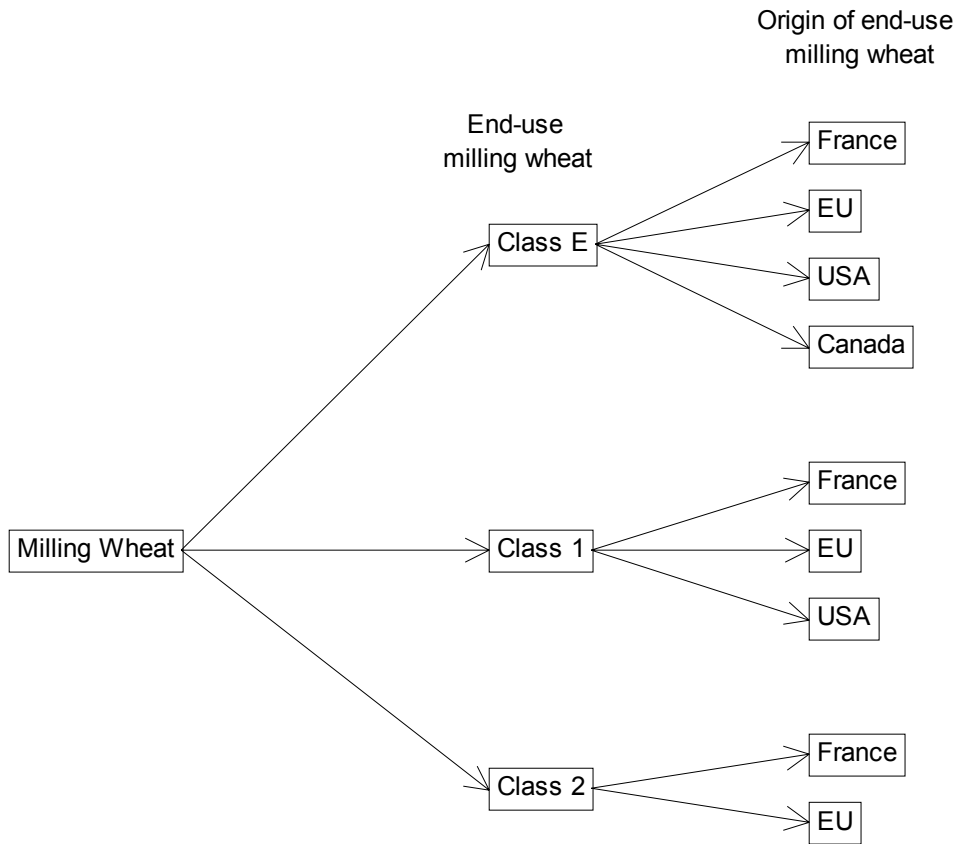 Origin of end-use
milling wheat
End-use
milling wheat
France
EU
Class E
USA
Canada
France
Milling Wheat
Class 1
EU
USA
France
Class 2
EU